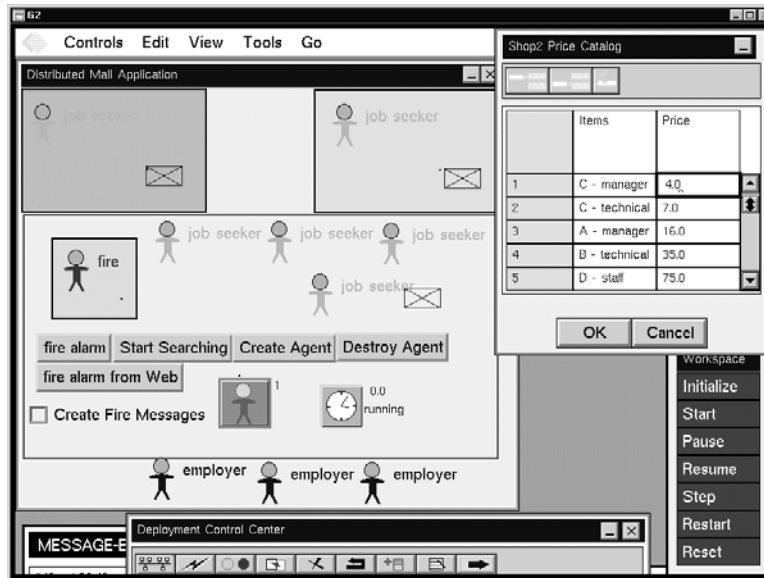 62
Controls Edit View Tools Go
Distributed Mall Application
job seeker
job seeker
job seeker job seeker job seeker
fire
job seeker
fire alarm Start Searching Create Agent Destroy Agent
fire alarm from Web
1
0.0
running
Create Fire Messages
employer employer employer
Shop2 Price Catalog
Items Price
1 C - manager 4.0
2 C - technical 7.0
3 A - manager 16.0
4 B - technical 35.0
5 D - staff 75.0
OK Cancel
Workspace
Initialize
Start
Pause
Resume
Step
Restart
Reset
MESSAGE-
Deployment Control Center